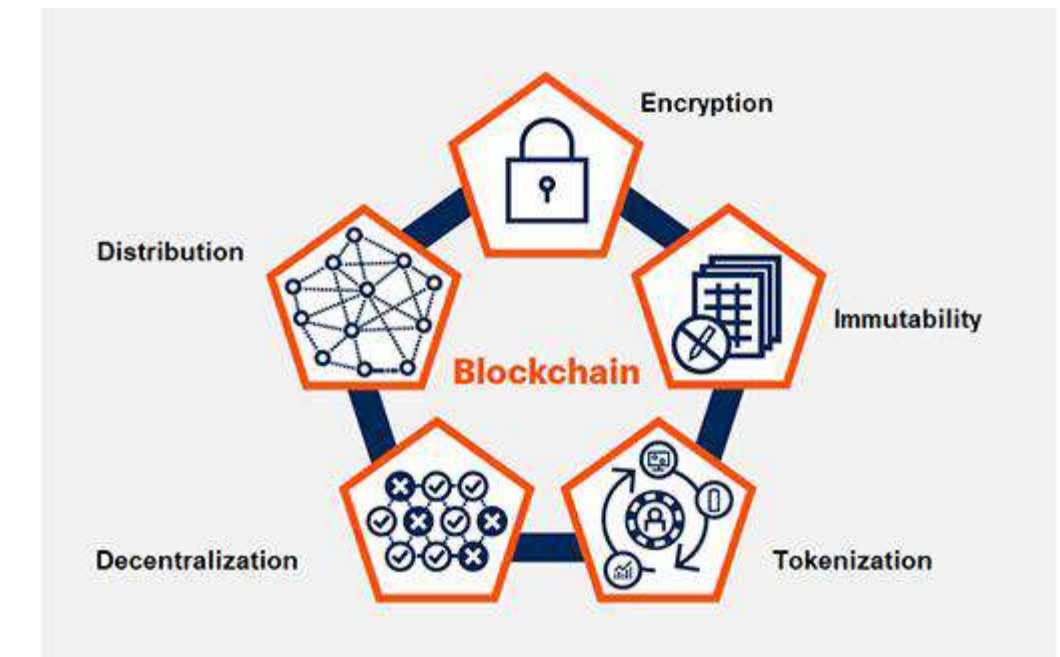 Encryption
Distribution
Immutability
Blockchain
Decentralization
Tokenization